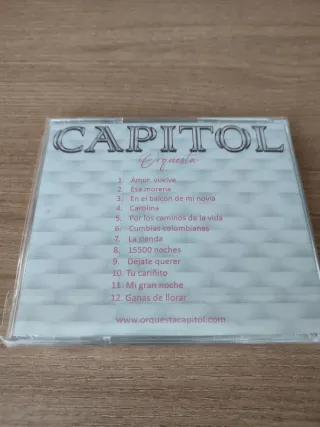 CAPITOL
Orquesta
1. Amor, vuelve
2. Esa morena
3. En el balcón de mi novia
4. Carolina
5. Por los caminos de la vida
6. Cumbias colombianas
7. La tienda
8. 15500 noches
9. Déjate querer
10. Tu cariñito
11. Mi gran noche
12. Ganas de llorar
www.orquestacapitol.com